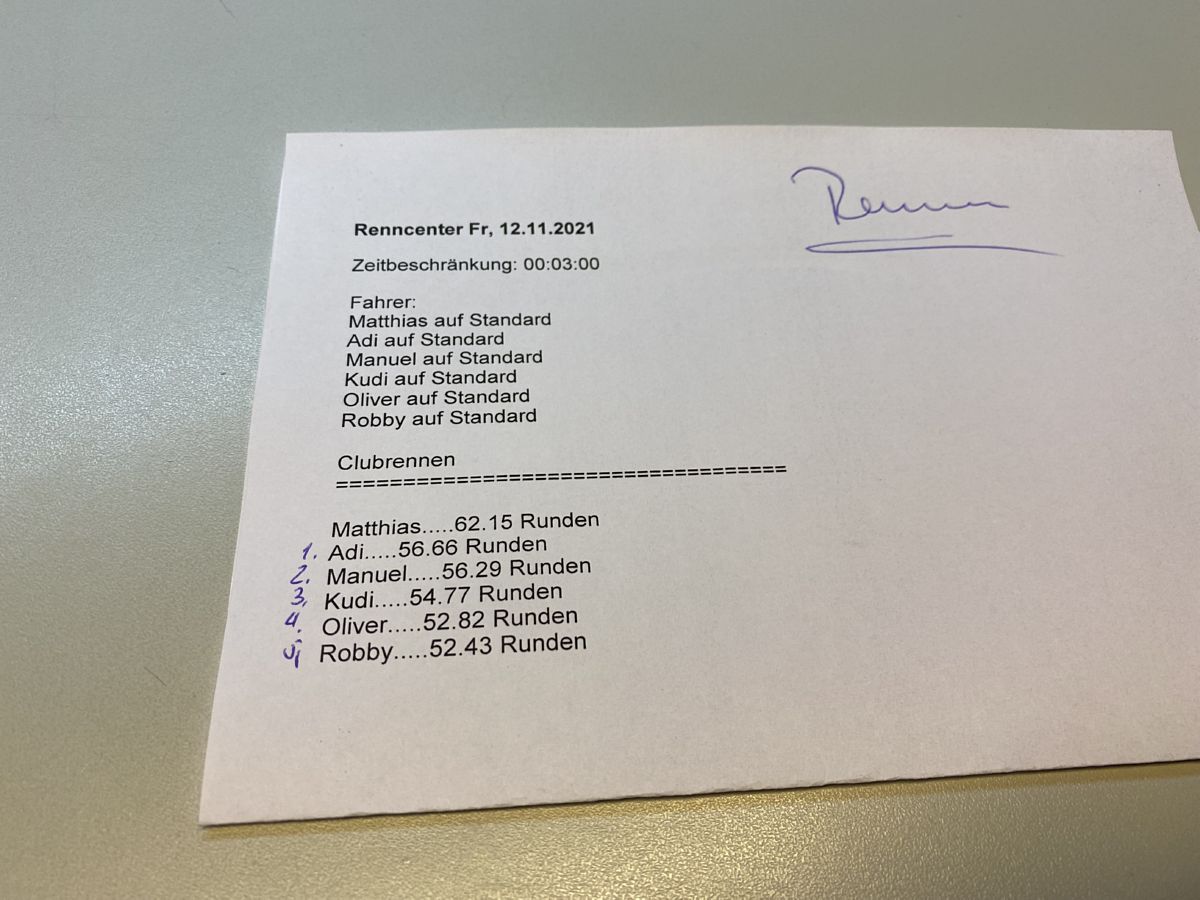 Rennen
Renncenter Fr, 12.11.2021
Zeitbeschränkung: 00:03:00
Fahrer:
Matthias auf Standard
Adi auf Standard
Manuel auf Standard
Kudi auf Standard
Oliver auf Standard
Robby auf Standard
Clubrennen
========================================
Matthias.....62.15 Runden
1. Adi.....56.66 Runden
2. Manuel.....56.29 Runden
3. Kudi.....54.77 Runden
4. Oliver.....52.82 Runden
5. Robby.....52.43 Runden